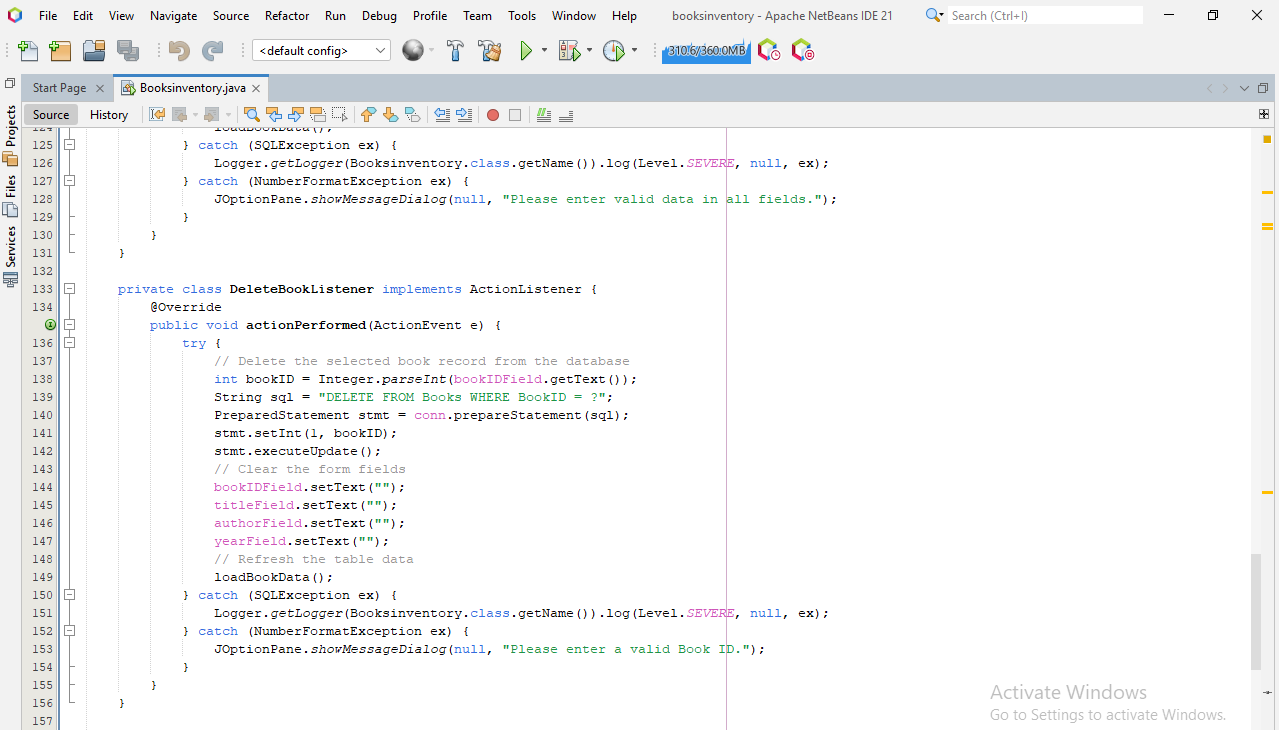 File Edit View Navigate Source Refactor Run Debug Profile Team Tools Window Help booksinventory - Apache NetBeans IDE 21 Search (Ctrl+I)
<default config> 310.6/360.0MB
Start Page Booksinventory.java
Source History
Projects
Files
Services
124 loadBookData();
125 } catch (SQLException ex) {
126 Logger.getLogger(Booksinventory.class.getName()).log(Level.SEVERE, null, ex);
127 } catch (NumberFormatException ex) {
128 JOptionPane.showMessageDialog(null, "Please enter valid data in all fields.");
129 }
130 }
131 }
132
133 private class DeleteBookListener implements ActionListener {
134 @Override
public void actionPerformed(ActionEvent e) {
136 try {
137 // Delete the selected book record from the database
138 int bookID = Integer.parseInt(bookIDField.getText());
139 String sql = "DELETE FROM Books WHERE BookID = ?";
140 PreparedStatement stmt = conn.prepareStatement(sql);
141 stmt.setInt(1, bookID);
142 stmt.executeUpdate();
143 // Clear the form fields
144 bookIDField.setText("");
145 titleField.setText("");
146 authorField.setText("");
147 yearField.setText("");
148 // Refresh the table data
149 loadBookData();
150 } catch (SQLException ex) {
151 Logger.getLogger(Booksinventory.class.getName()).log(Level.SEVERE, null, ex);
152 } catch (NumberFormatException ex) {
153 JOptionPane.showMessageDialog(null, "Please enter a valid Book ID.");
154 }
155 }
156 }
157
Activate Windows
Go to Settings to activate Windows.